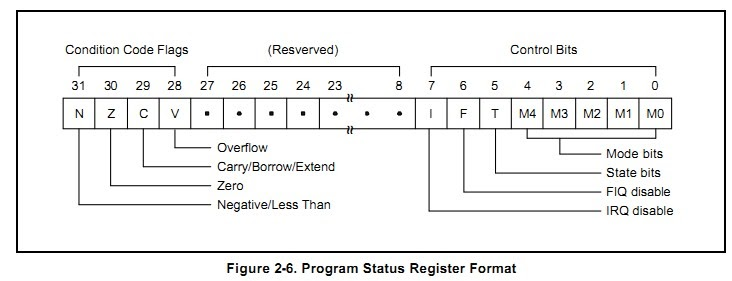 Condition Code Flags (Resverved) Control Bits
31 30 29 28 27 26 25 24 23 8 7 6 5 4 3 2 1 0
N Z C V I F T M4 M3 M2 M1 M0
Overflow
Carry/Borrow/Extend
Zero
Negative/Less Than
Mode bits
State bits
FIQ disable
IRQ disable
Figure 2-6. Program Status Register Format